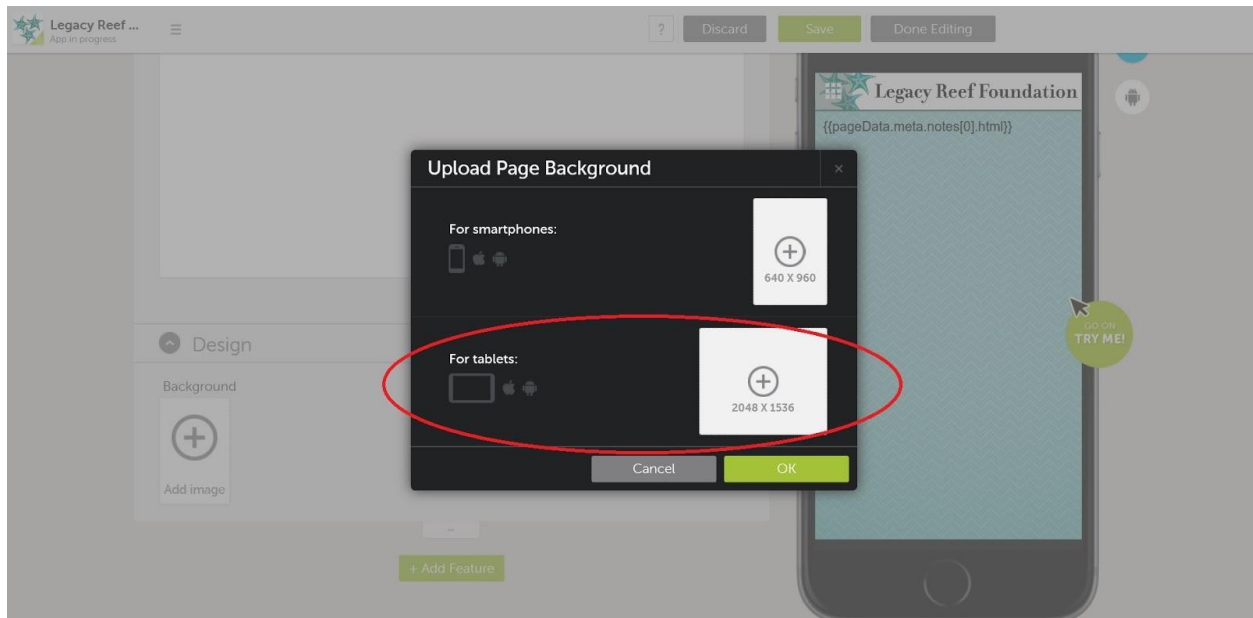 Legacy Reef ...
App in progress
?
Discard
Save
Done Editing
Legacy Reef Foundation
{{pageData.meta.notes[0].html}}
Upload Page Background
For smartphones:
640 X 960
For tablets:
2048 X 1536
Cancel
OK
Design
Background
Add image
GO ON
TRY ME!
+ Add Feature